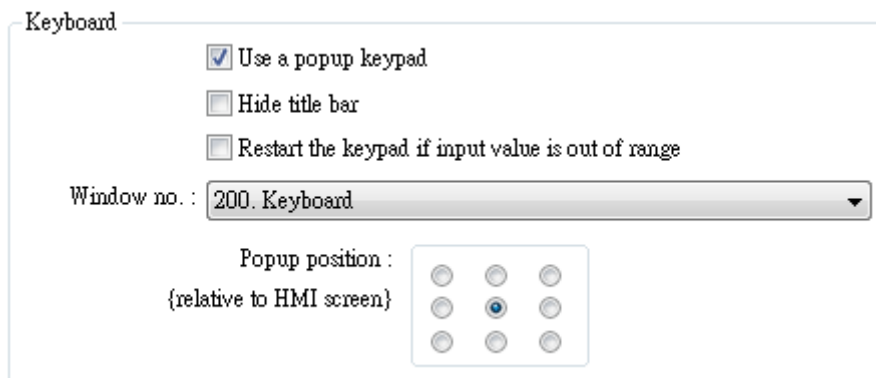 Keyboard
Use a popup keypad
Hide title bar
Restart the keypad if input value is out of range
Window no. : 200. Keyboard
Popup position :
{relative to HMI screen}